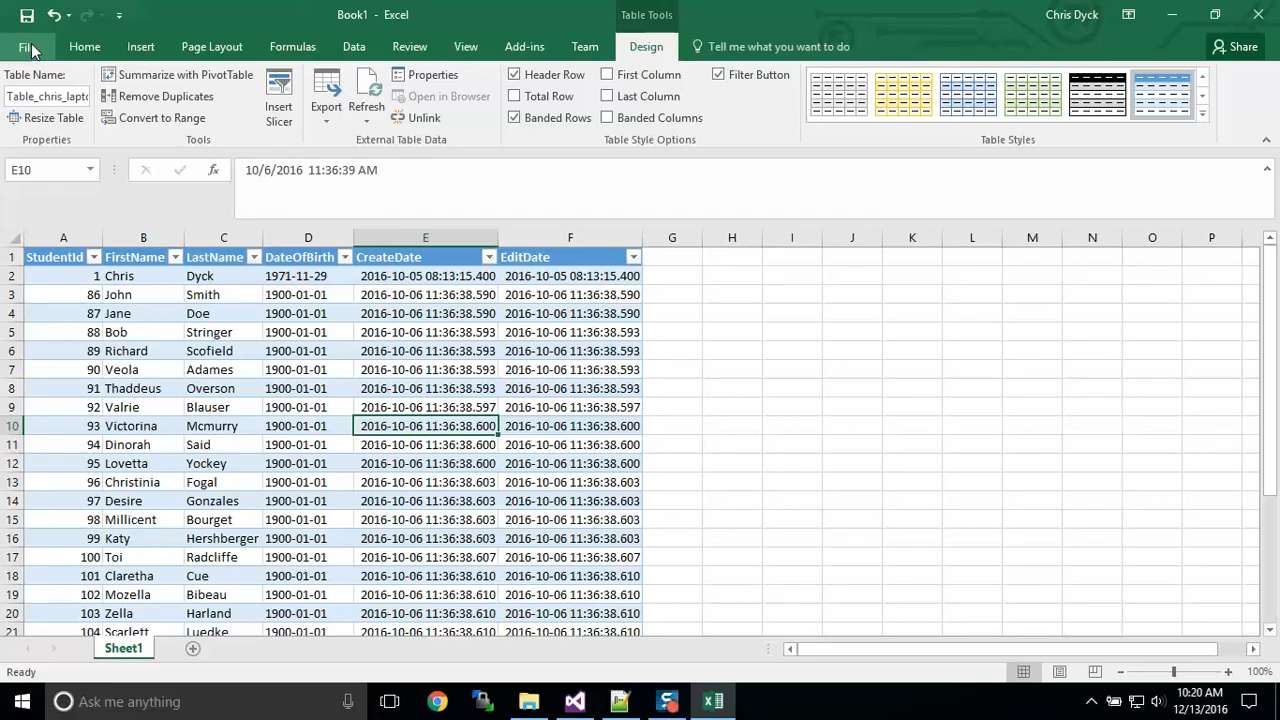 Book1 - Excel
Table Tools
Chris Dyck
Home Insert Page Layout Formulas Data Review View Add-ins Team Design Tell me what you want to do Share
Table Name: Summarize with PivotTable Properties Header Row First Column Filter Button
Table_chris_lapt Remove Duplicates Insert Slicer Export Refresh Open in Browser Total Row Last Column
Resize Table Convert to Range Unlink Banded Rows Banded Columns
Properties Tools External Table Data Table Style Options Table Styles
E10 fx 10/6/2016 11:36:39 AM
A B C D E F G H I J K L M N O P
1 StudentId FirstName LastName DateOfBirth CreateDate EditDate
2 1 Chris Dyck 1971-11-29 2016-10-05 08:13:15.400 2016-10-05 08:13:15.400
3 86 John Smith 1900-01-01 2016-10-06 11:36:38.590 2016-10-06 11:36:38.590
4 87 Jane Doe 1900-01-01 2016-10-06 11:36:38.590 2016-10-06 11:36:38.590
5 88 Bob Stringer 1900-01-01 2016-10-06 11:36:38.593 2016-10-06 11:36:38.593
6 89 Richard Scofield 1900-01-01 2016-10-06 11:36:38.593 2016-10-06 11:36:38.593
7 90 Veola Adames 1900-01-01 2016-10-06 11:36:38.593 2016-10-06 11:36:38.593
8 91 Thaddeus Overson 1900-01-01 2016-10-06 11:36:38.593 2016-10-06 11:36:38.593
9 92 Valrie Blauser 1900-01-01 2016-10-06 11:36:38.597 2016-10-06 11:36:38.597
10 93 Victorina Mcmurry 1900-01-01 2016-10-06 11:36:38.600 2016-10-06 11:36:38.600
11 94 Dinorah Said 1900-01-01 2016-10-06 11:36:38.600 2016-10-06 11:36:38.600
12 95 Lovetta Yockey 1900-01-01 2016-10-06 11:36:38.600 2016-10-06 11:36:38.600
13 96 Christinia Fogal 1900-01-01 2016-10-06 11:36:38.603 2016-10-06 11:36:38.603
14 97 Desire Gonzales 1900-01-01 2016-10-06 11:36:38.603 2016-10-06 11:36:38.603
15 98 Millicent Bourget 1900-01-01 2016-10-06 11:36:38.603 2016-10-06 11:36:38.603
16 99 Katy Hershberger 1900-01-01 2016-10-06 11:36:38.603 2016-10-06 11:36:38.603
17 100 Toi Radcliffe 1900-01-01 2016-10-06 11:36:38.607 2016-10-06 11:36:38.607
18 101 Claretha Cue 1900-01-01 2016-10-06 11:36:38.610 2016-10-06 11:36:38.610
19 102 Mozella Bibeau 1900-01-01 2016-10-06 11:36:38.610 2016-10-06 11:36:38.610
20 103 Zella Harland 1900-01-01 2016-10-06 11:36:38.610 2016-10-06 11:36:38.610
21 104 Scarlett Luedke 1900-01-01 2016-10-06 11:36:38.610 2016-10-06 11:36:38.610
Sheet1
Ready 100%
Ask me anything
10:20 AM
12/13/2016